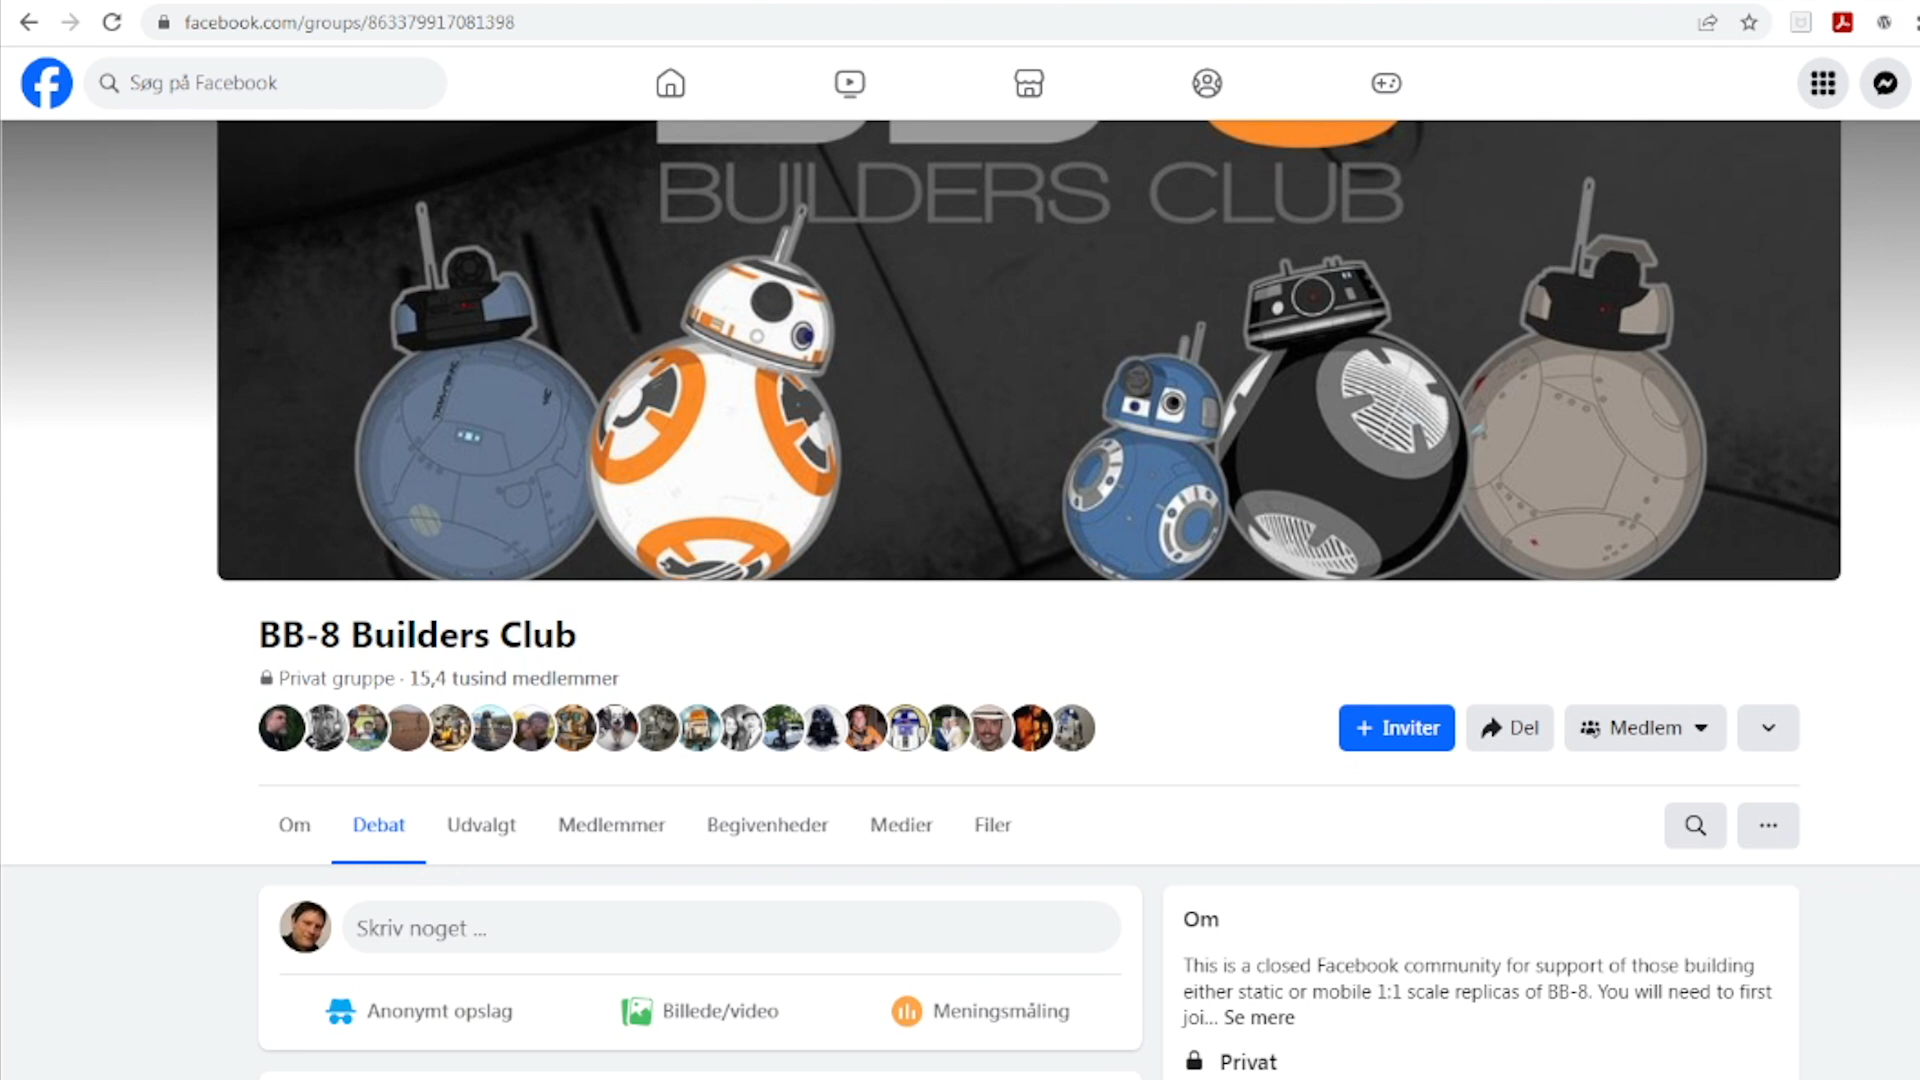 facebook.com/groups/863379917081398
Søg på Facebook
BUILDERS CLUB
BB-8 Builders Club
Privat gruppe · 15,4 tusind medlemmer
+ Inviter
Del
Medlem
Om
Debat
Udvalgt
Medlemmer
Begivenheder
Medier
Filer
Skriv noget ...
Anonymt opslag
Billede/video
Meningsmåling
Om
This is a closed Facebook community for support of those building
either static or mobile 1:1 scale replicas of BB-8. You will need to first
joi... Se mere
Privat